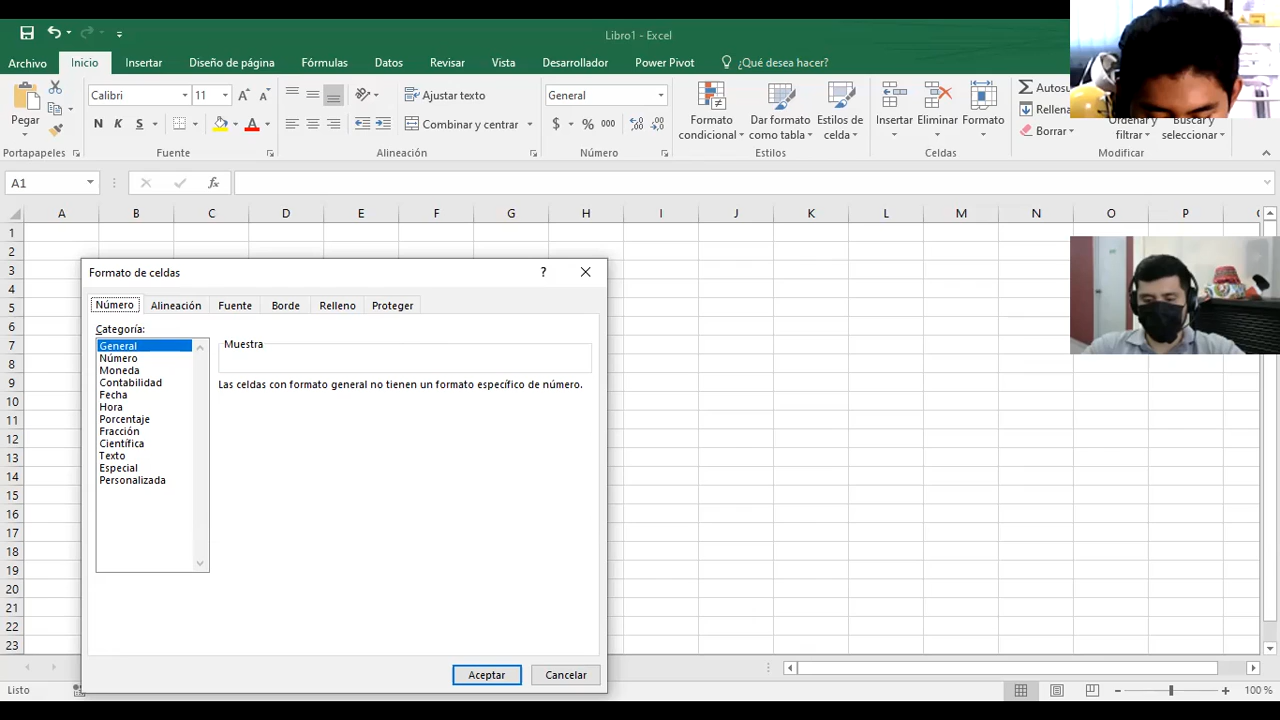 Libro1 - Excel
Archivo Inicio Insertar Diseño de página Fórmulas Datos Revisar Vista Desarrollador Power Pivot ¿Qué desea hacer?
Pegar
Calibri 11
N K S
Ajustar texto
Combinar y centrar
General
$ % 000
Formato condicional
Dar formato como tabla
Estilos de celda
Insertar Eliminar Formato
Autosu
Rellena
Borrar
Ordenar y filtrar
Buscar y seleccionar
Portapapeles Fuente Alineación Número Estilos Celdas Modificar
A1 fx
A B C D E F G H I J K L M N O P
1
2
3
4
5
6
7
8
9
10
11
12
13
14
15
16
17
18
19
20
21
22
23
Formato de celdas ?
Número Alineación Fuente Borde Relleno Proteger
Categoría:
General
Número
Moneda
Contabilidad
Fecha
Hora
Porcentaje
Fracción
Científica
Texto
Especial
Personalizada
Muestra
Las celdas con formato general no tienen un formato específico de número.
Aceptar Cancelar
Listo 100 %